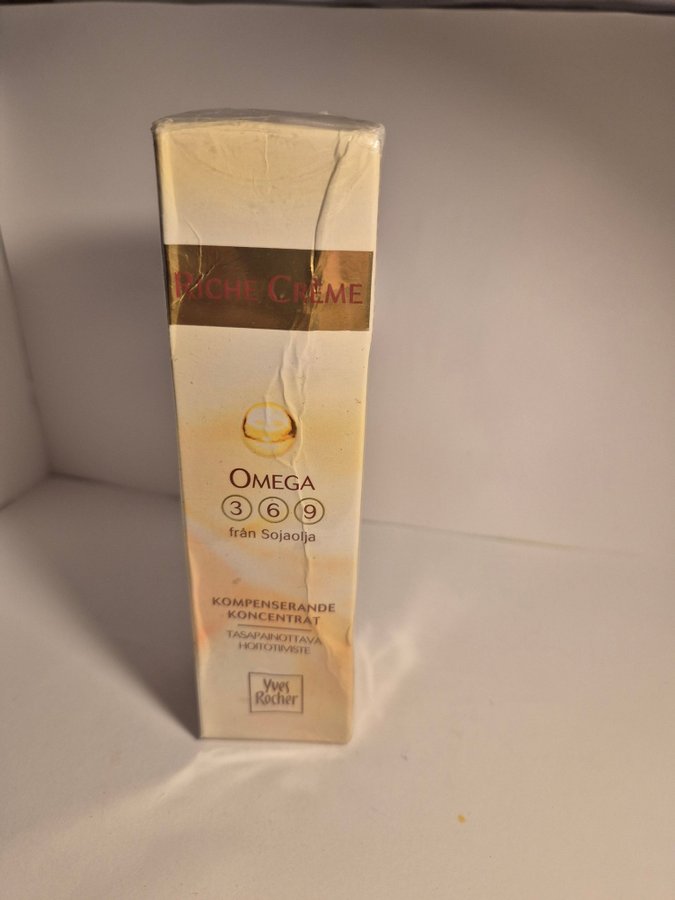 RICHE CRÈME
OMEGA
3 6 9
från Sojaolja
KOMPENSERANDE
KONCENTRAT
TASAPAINOTTAVA
HOITOTIIVISTE
Yves
Rocher